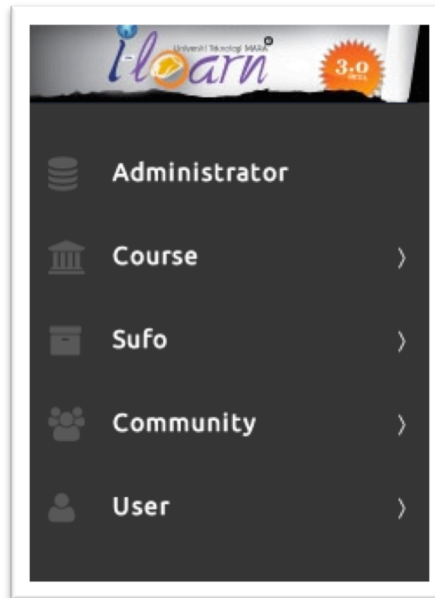 Universiti Teknologi MARA
i-learn
3.0
Administrator
Course
Sufo
Community
User